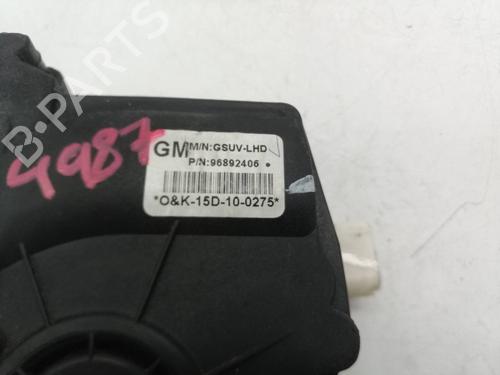 B-PARTS
4987
GM M/N:GSUV-LHD
P/N:96892406
*O&K-15D-10-0275*